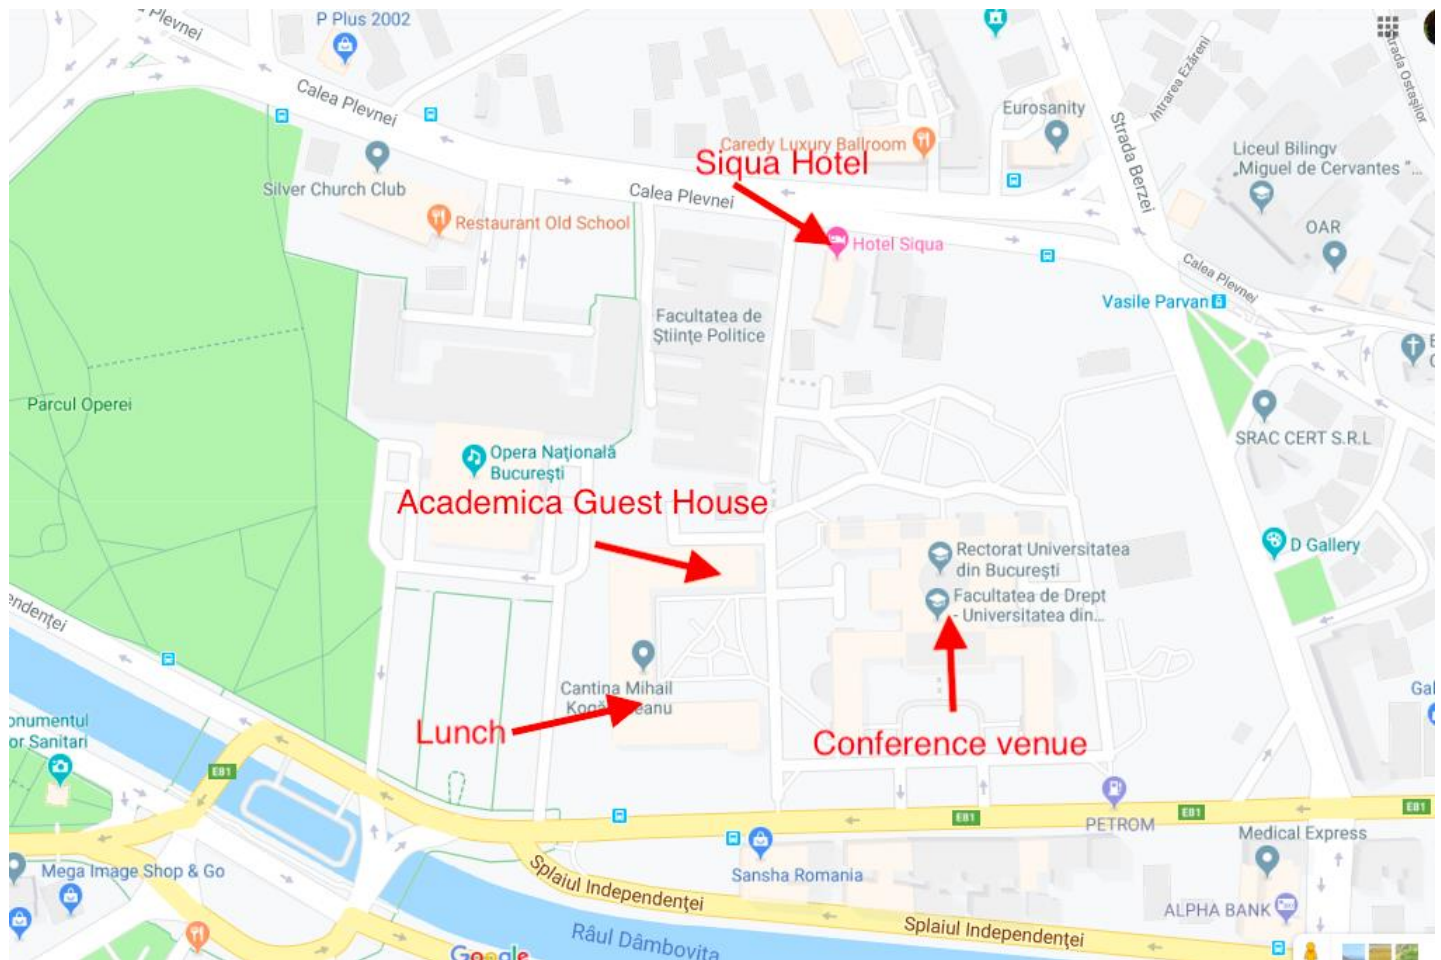 Plevnei
P Plus 2002
Calea Plevnei
Eurosanity
Strada Berzei
Intrarea Ezăreni
Strada Ostașilor
Caredy Luxury Ballroom
Siqua Hotel
Liceul Bilingv
„Miguel de Cervantes "...
Silver Church Club
Restaurant Old School
Calea Plevnei
Hotel Siqua
OAR
Calea Plevnei
Vasile Parvan
Facultatea de
Științe Politice
Parcul Operei
SRAC CERT S.R.L
Opera Națională
București
Academica Guest House
Rectorat Universitatea
din București
D Gallery
Facultatea de Drept
- Universitatea din...
Cantina Mihail
Lunch
Conference venue
or Sanitari
E81
E81
E81
E81
PETROM
Medical Express
Mega Image Shop & Go
Sansha Romania
Splaiul Independenței
ALPHA BANK
Splaiul Independenței
Râul Dâmbovița
Google